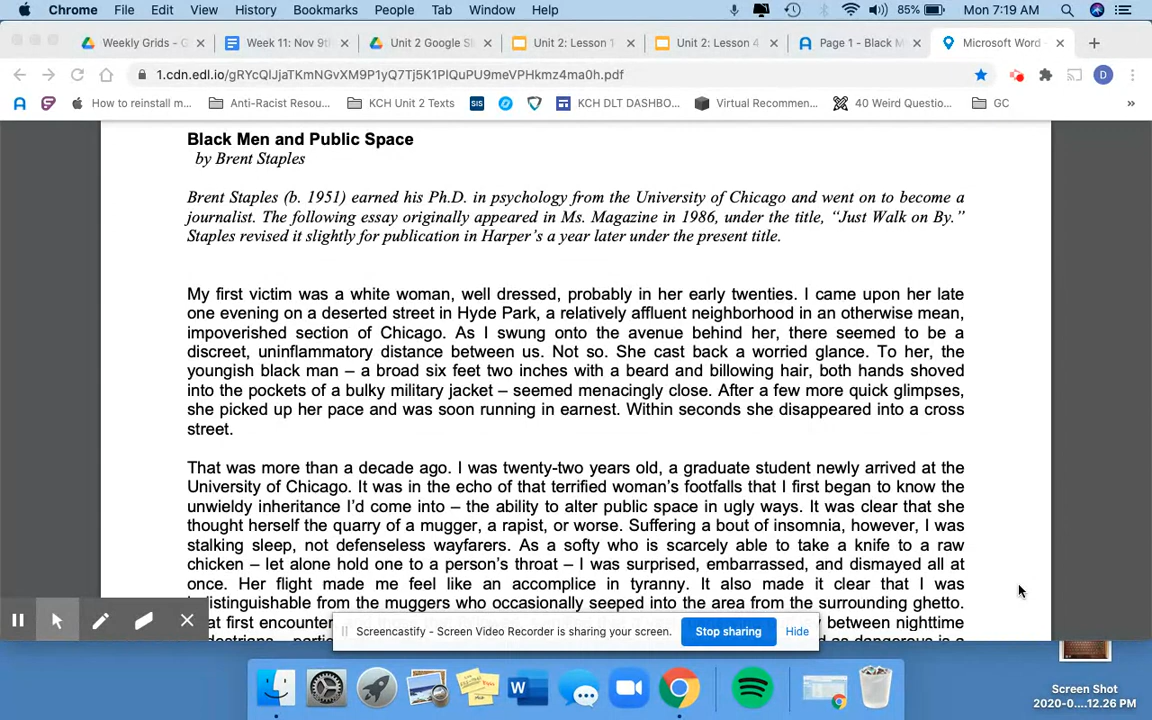 Chrome File Edit View History Bookmarks People Tab Window Help 85% Mon 7:19 AM
Weekly Grids - G Week 11: Nov 9th Unit 2 Google Sl Unit 2: Lesson 1 Unit 2: Lesson 4 Page 1 - Black M Microsoft Word -
1.cdn.edl.io/gRYcQIJjaTKmNGvXM9P1yQ7Tj5K1PlQuPU9meVPHkmz4ma0h.pdf D
How to reinstall m... Anti-Racist Resou... KCH Unit 2 Texts SIS KCH DLT DASHBO... Virtual Recommen... 40 Weird Questio... GC »
Black Men and Public Space
by Brent Staples
Brent Staples (b. 1951) earned his Ph.D. in psychology from the University of Chicago and went on to become a
journalist. The following essay originally appeared in Ms. Magazine in 1986, under the title, “Just Walk on By.”
Staples revised it slightly for publication in Harper’s a year later under the present title.
My first victim was a white woman, well dressed, probably in her early twenties. I came upon her late
one evening on a deserted street in Hyde Park, a relatively affluent neighborhood in an otherwise mean,
impoverished section of Chicago. As I swung onto the avenue behind her, there seemed to be a
discreet, uninflammatory distance between us. Not so. She cast back a worried glance. To her, the
youngish black man – a broad six feet two inches with a beard and billowing hair, both hands shoved
into the pockets of a bulky military jacket – seemed menacingly close. After a few more quick glimpses,
she picked up her pace and was soon running in earnest. Within seconds she disappeared into a cross
street.
That was more than a decade ago. I was twenty-two years old, a graduate student newly arrived at the
University of Chicago. It was in the echo of that terrified woman’s footfalls that I first began to know the
unwieldy inheritance I’d come into – the ability to alter public space in ugly ways. It was clear that she
thought herself the quarry of a mugger, a rapist, or worse. Suffering a bout of insomnia, however, I was
stalking sleep, not defenseless wayfarers. As a softy who is scarcely able to take a knife to a raw
chicken – let alone hold one to a person’s throat – I was surprised, embarrassed, and dismayed all at
once. Her flight made me feel like an accomplice in tyranny. It also made it clear that I was
distinguishable from the muggers who occasionally seeped into the area from the surrounding ghetto.
at first encounter between nighttime
Screencastify - Screen Video Recorder is sharing your screen. Stop sharing Hide
as dangerous is a
W
Screen Shot
2020-0....12.26 PM